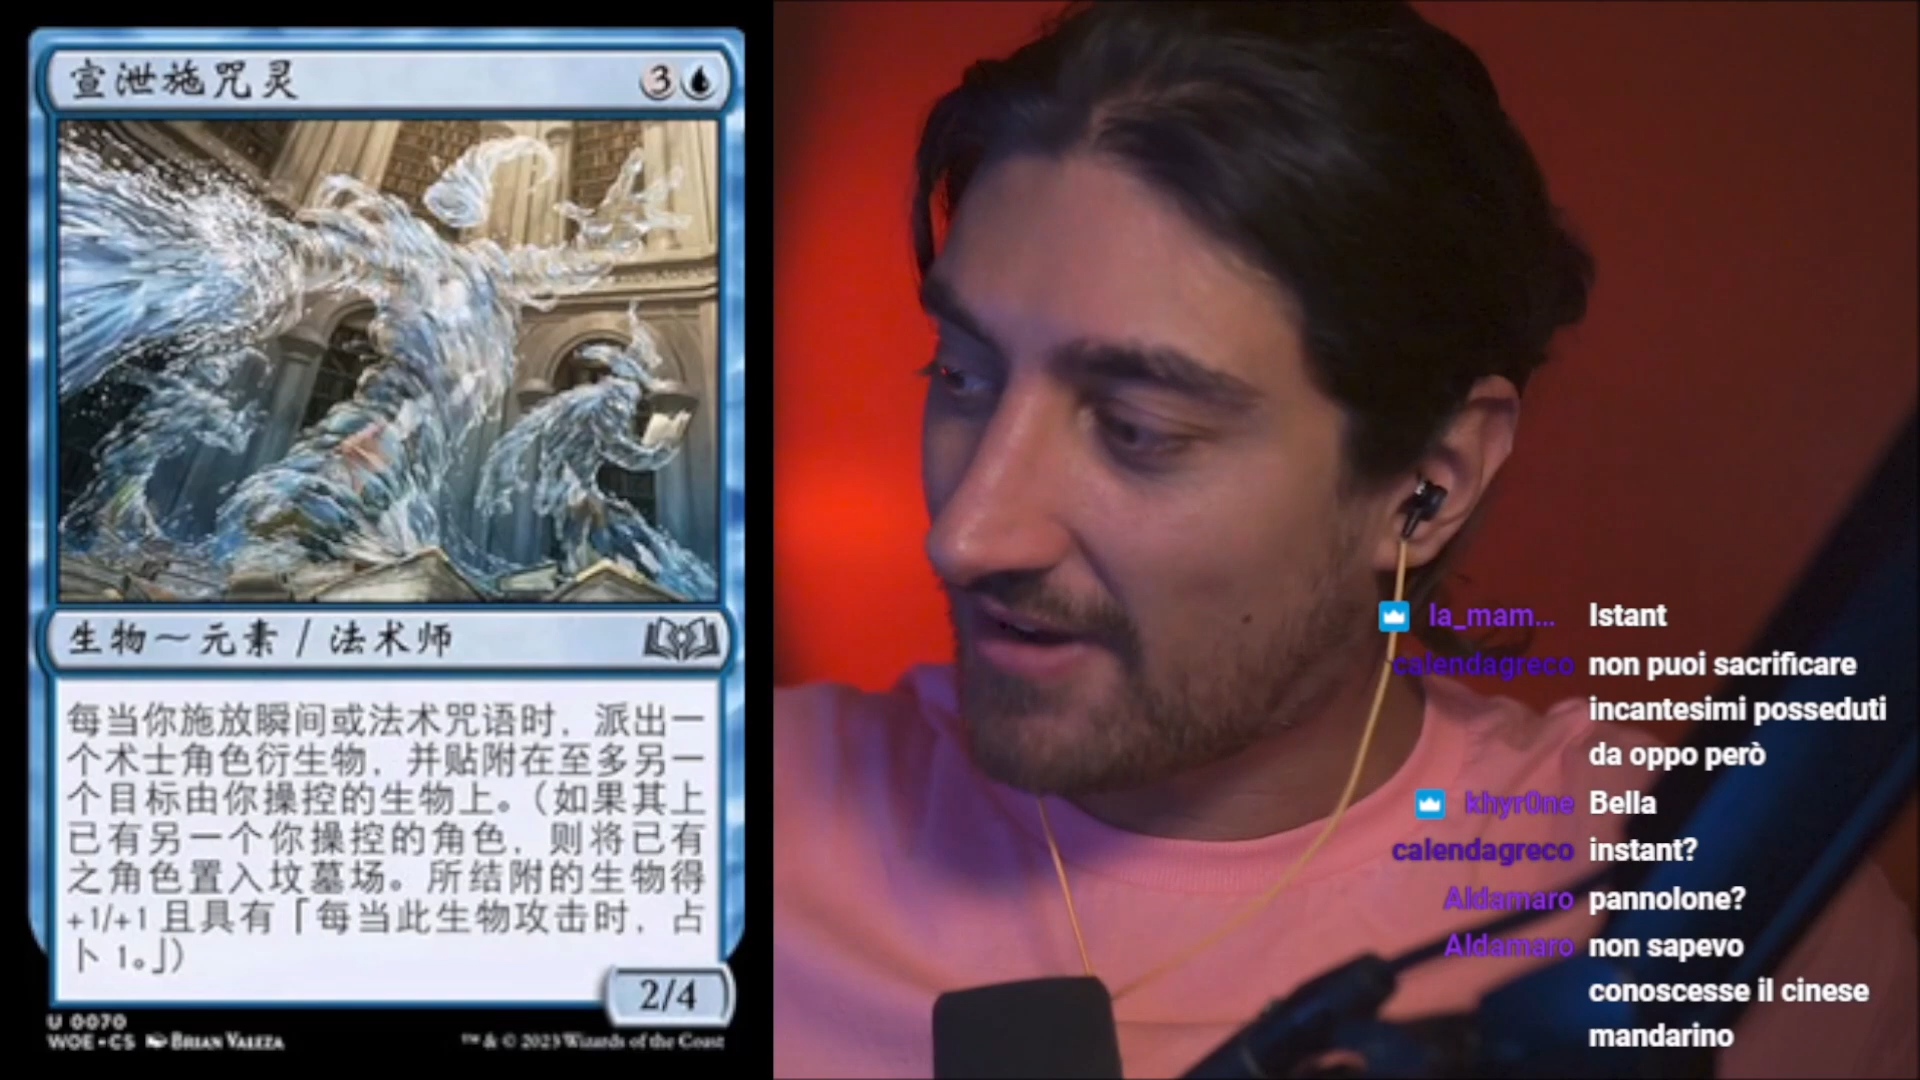 宣泄施咒灵
3
生物～元素 / 法术师
每当你施放瞬间或法术咒语时，派出一
个术士角色衍生物，并贴附在至多另一
个目标由你操控的生物上。（如果其上
已有另一个你操控的角色，则将已有
之角色置入坟墓场。所结附的生物得
+1/+1 且具有「每当此生物攻击时，占
卜 1。」）
2/4
U 0070
WOE • CS BRIAN VALEZA
™ & © 2023 Wizards of the Coast
la_mam... Istant
calendagreco non puoi sacrificare
incantesimi posseduti
da oppo però
khyr0ne Bella
calendagreco instant?
Aldamaro pannolone?
Aldamaro non sapevo
conoscesse il cinese
mandarino